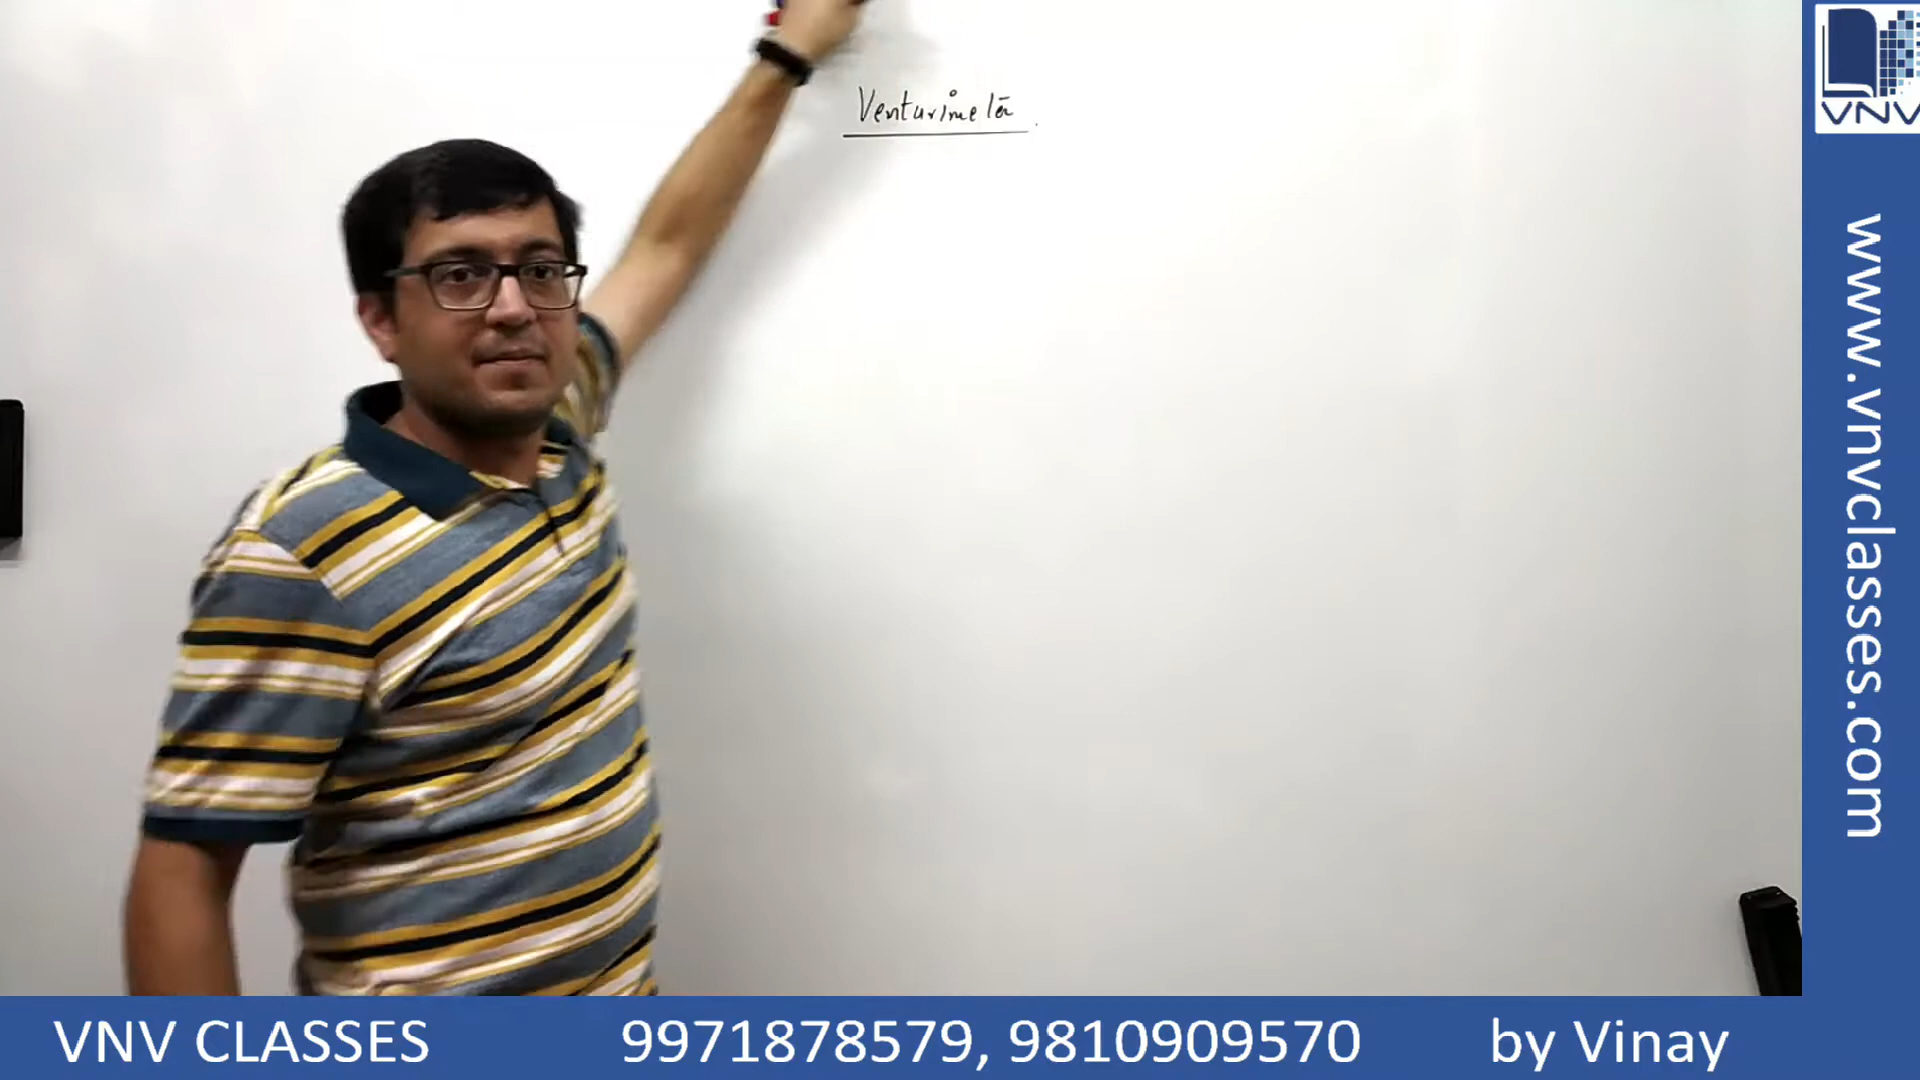 Venturimeter
VNV
www.vnvclasses.com
VNV CLASSES 9971878579, 9810909570 by Vinay